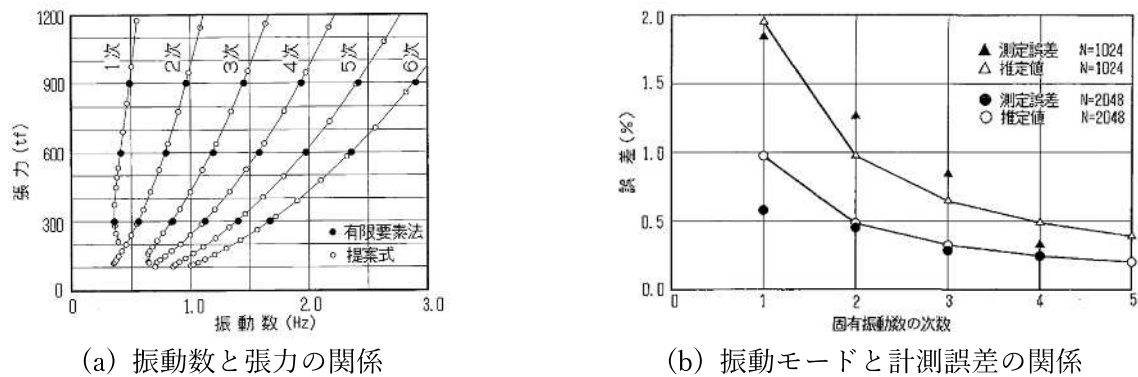 1200
900
600
300
0
張力(tf)
1次
2次
3次
4次
5次
6次
● 有限要素法
○ 提案式
0
1.0
2.0
3.0
振動数(Hz)
(a) 振動数と張力の関係
2.0
1.5
1.0
0.5
0.0
誤差(%)
▲ 測定誤差 N=1024
△ 推定値 N=1024
● 測定誤差 N=2048
○ 推定値 N=2048
0
1
2
3
4
5
固有振動数の次数
(b) 振動モードと計測誤差の関係